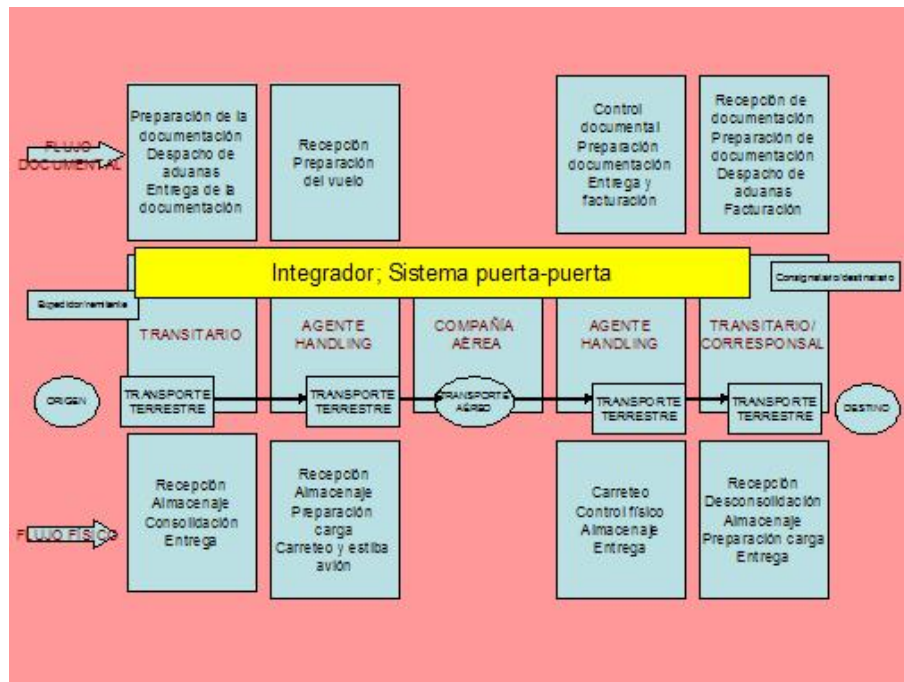 Preparación de la
documentación
Despacho de
aduanas
Entrega de la
documentación
Recepción
Preparación
del vuelo
Control
documental
Preparación
documentación
Entrega y
facturación
Recepción de
documentación
Preparación de
documentación
Despacho de
aduanas
Facturación
FLUJO
DOCUMENTAL
Integrador; Sistema puerta-puerta
Expedidor/remitente
Consignatario/destinatario
TRANSITARIO
AGENTE
HANDLING
COMPAÑÍA
AÉREA
AGENTE
HANDLING
TRANSITARIO/
CORRESPONSAL
ORIGEN
TRANSPORTE
TERRESTRE
TRANSPORTE
TERRESTRE
TRANSPORTE
AÉREO
TRANSPORTE
TERRESTRE
TRANSPORTE
TERRESTRE
DESTINO
FLUJO FÍSICO
Recepción
Almacenaje
Consolidación
Entrega
Recepción
Almacenaje
Preparación
carga
Carreteo y estiba
avión
Carreteo
Control físico
Almacenaje
Entrega
Recepción
Desconsolidación
Almacenaje
Preparación carga
Entrega